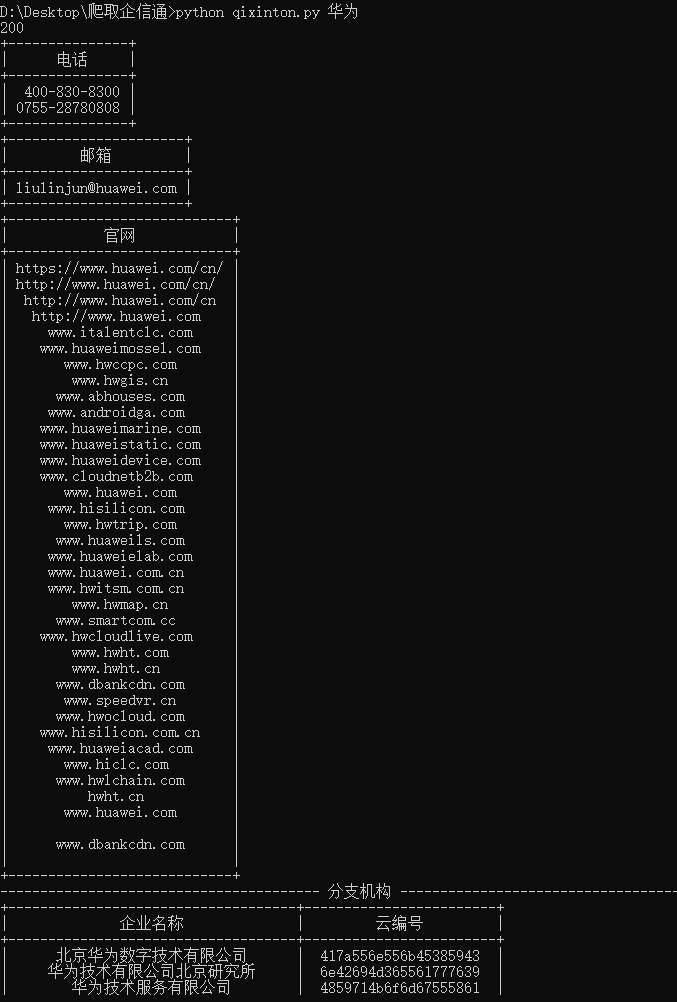 D:\Desktop\爬取企信通>python qixinton.py 华为
200
+---------------+
| 电话 |
+---------------+
| 400-830-8300 |
| 0755-28780808 |
+---------------+
+----------------------+
| 邮箱 |
+----------------------+
| liulinjun@huawei.com |
+----------------------+
+----------------------------+
| 官网 |
+----------------------------+
| https://www.huawei.com/cn/ |
| http://www.huawei.com/cn/ |
| http://www.huawei.com/cn |
| http://www.huawei.com |
| www.italentclc.com |
| www.huaweimossel.com |
| www.hwccpc.com |
| www.hwgis.cn |
| www.abhouses.com |
| www.androidga.com |
| www.huaweimarine.com |
| www.huaweistatic.com |
| www.huaweidevice.com |
| www.cloudnetb2b.com |
| www.huawei.com |
| www.hisilicon.com |
| www.hwtrip.com |
| www.huaweils.com |
| www.huaweielab.com |
| www.huawei.com.cn |
| www.hwitsm.com.cn |
| www.hwmap.cn |
| www.smartcom.cc |
| www.hwcloudlive.com |
| www.hwht.com |
| www.hwht.cn |
| www.dbankcdn.com |
| www.speedvr.cn |
| www.hwocloud.com |
| www.hisilicon.com.cn |
| www.huaweiacad.com |
| www.hiclc.com |
| www.hwlchain.com |
| hwht.cn |
| www.huawei.com |
| |
| www.dbankcdn.com |
| |
+----------------------------+
---------------------------------------- 分支机构 -----------------------------------
+------------------------------------+------------------------+
| 企业名称 | 云编号 |
+------------------------------------+------------------------+
| 北京华为数字技术有限公司 | 417a556e556b45385943 |
| 华为技术有限公司北京研究所 | 6e42694d365561777639 |
| 华为技术服务有限公司 | 4859714b6f6d67555861 |